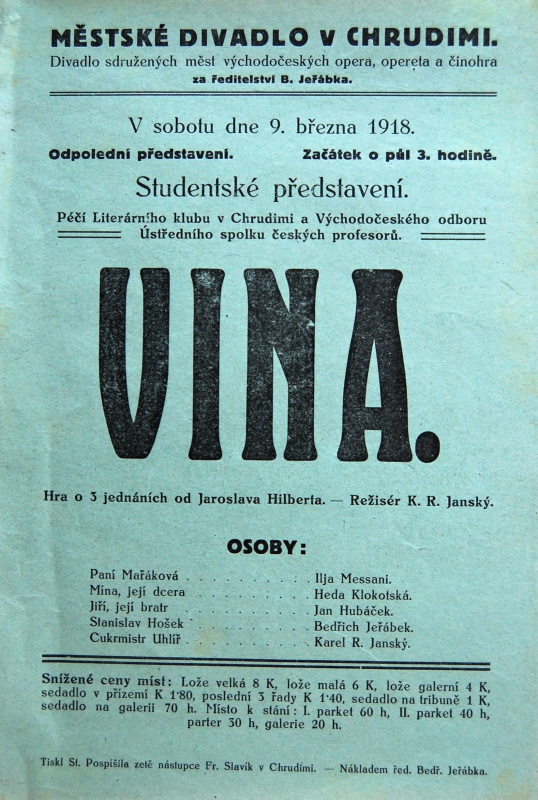 MĚSTSKÉ DIVADLO V CHRUDIMI.
Divadlo sdružených měst východočeských opera, opereta a činohra
za ředitelství B. Jeřábka.
V sobotu dne 9. března 1918.
Odpolední představení. Začátek o půl 3. hodině.
Studentské představení.
Péčí Literárního klubu v Chrudimi a Východočeského odboru
Ústředního spolku českých profesorů.
VINA.
Hra o 3 jednáních od Jaroslava Hilberta. — Režisér K. R. Janský.
OSOBY:
Paní Mařáková . . . . . . . . . . Ilja Messani.
Mína, její dcera . . . . . . . . . . Heda Klokotská.
Jiří, její bratr . . . . . . . . . . Jan Hubáček.
Stanislav Hošek . . . . . . . . . . Bedřich Jeřábek.
Cukrmistr Uhlíř . . . . . . . . . . Karel R. Janský.
Snížené ceny míst: Lože velká 8 K, lože malá 6 K, lože galerní 4 K,
sedadlo v přízemí K 1·80, poslední 3 řady K 1·40, sedadlo na tribuně 1 K,
sedadlo na galerii 70 h. Místo k stání: I. parket 60 h, II. parket 40 h,
parter 30 h, galerie 20 h.
Tiskl St. Pospíšila zetě nástupce Fr. Slavík v Chrudimi. — Nákladem řed. Bedř. Jeřábka.